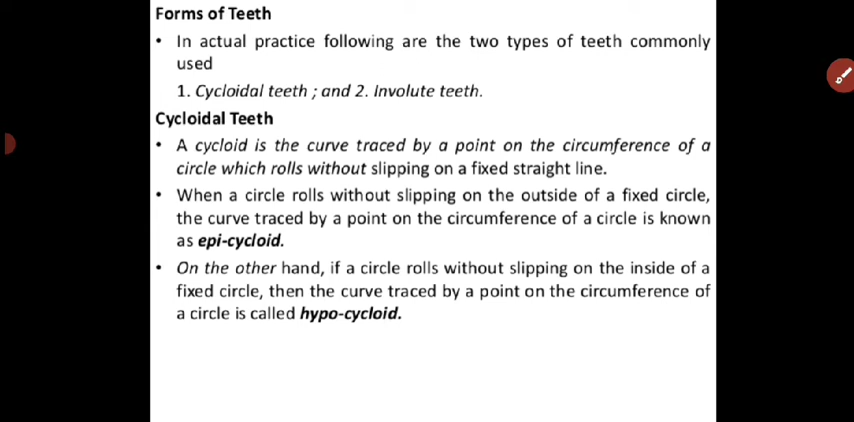 Forms of Teeth
• In actual practice following are the two types of teeth commonly
used
1. Cycloidal teeth ; and 2. Involute teeth.
Cycloidal Teeth
• A cycloid is the curve traced by a point on the circumference of a
circle which rolls without slipping on a fixed straight line.
• When a circle rolls without slipping on the outside of a fixed circle,
the curve traced by a point on the circumference of a circle is known
as epi-cycloid.
• On the other hand, if a circle rolls without slipping on the inside of a
fixed circle, then the curve traced by a point on the circumference of
a circle is called hypo-cycloid.